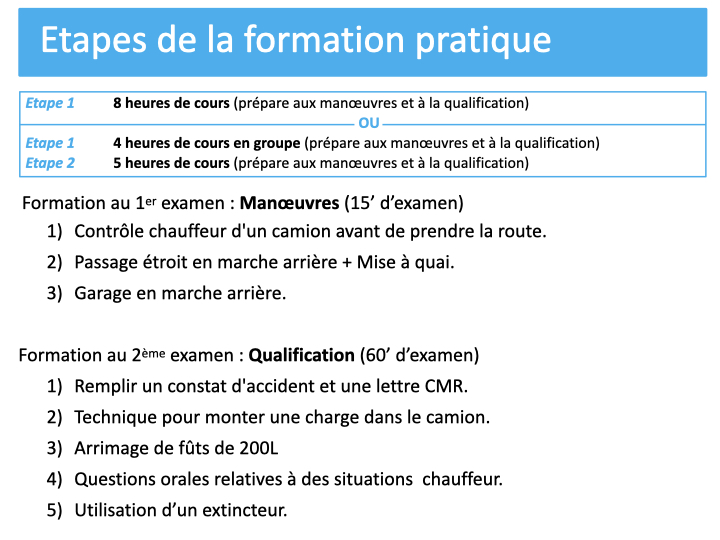 Etapes de la formation pratique
Etape 1 8 heures de cours (prépare aux manœuvres et à la qualification)
OU
Etape 1 4 heures de cours en groupe (prépare aux manœuvres et à la qualification)
Etape 2 5 heures de cours (prépare aux manœuvres et à la qualification)
Formation au 1er examen : Manœuvres (15’ d’examen)
1) Contrôle chauffeur d'un camion avant de prendre la route.
2) Passage étroit en marche arrière + Mise à quai.
3) Garage en marche arrière.
Formation au 2ème examen : Qualification (60’ d’examen)
1) Remplir un constat d'accident et une lettre CMR.
2) Technique pour monter une charge dans le camion.
3) Arrimage de fûts de 200L
4) Questions orales relatives à des situations chauffeur.
5) Utilisation d’un extincteur.